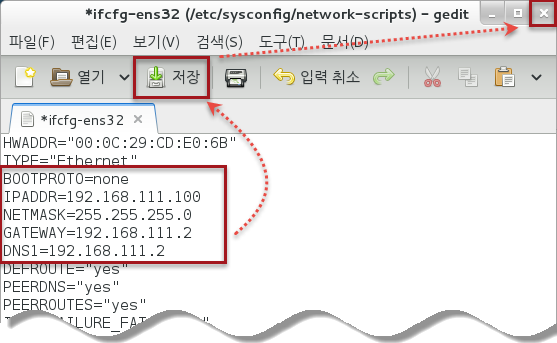 *ifcfg-ens32 (/etc/sysconfig/network-scripts) – gedit
파일(F) 편집(E) 보기(V) 검색(S) 도구(T) 문서(D)
열기 저장 입력 취소
*ifcfg-ens32
HWADDR="00:0C:29:CD:E0:6B"
TYPE="Ethernet"
BOOTPROTO=none
IPADDR=192.168.111.100
NETMASK=255.255.255.0
GATEWAY=192.168.111.2
DNS1=192.168.111.2
DEFROUTE="yes"
PEERDNS="yes"
PEERROUTES="yes"